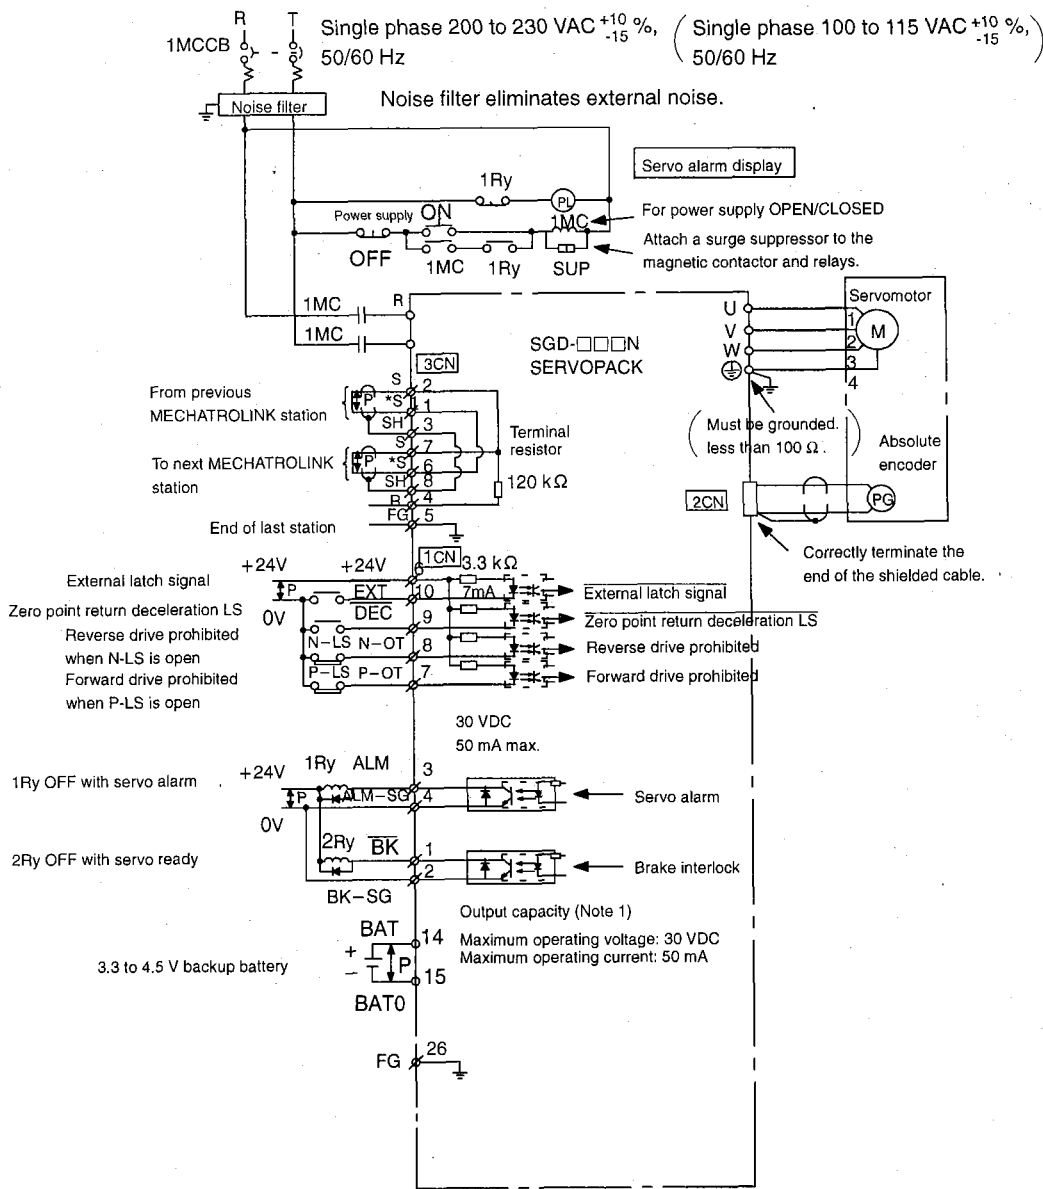 R T
1MCCB
Single phase 200 to 230 VAC +10 -15 %,
50/60 Hz
( Single phase 100 to 115 VAC +10 -15 %,
50/60 Hz )
Noise filter
Noise filter eliminates external noise.
Servo alarm display
1Ry
PL
Power supply
ON
OFF
1MC
1Ry
1MC
SUP
For power supply OPEN/CLOSED
Attach a surge suppressor to the
magnetic contactor and relays.
1MC
R
1MC
SGD-□□□N
SERVOPACK
U
V
W
Servomotor
M
1
2
3
4
( Must be grounded.
less than 100 Ω . )
Absolute
encoder
2CN
PG
Correctly terminate the
end of the shielded cable.
3CN
From previous
MECHATROLINK station
P
S 2
*S 1
SH 3
To next MECHATROLINK
station
P
S 7
*S 6
SH 8
R 4
FG 5
Terminal
resistor
120 kΩ
End of last station
1CN
+24V
+24V
3.3 kΩ
7mA
P
0V
External latch signal
EXT 10
External latch signal
Zero point return deceleration LS
DEC 9
Zero point return deceleration LS
Reverse drive prohibited
when N-LS is open
N-LS N-OT 8
Reverse drive prohibited
Forward drive prohibited
when P-LS is open
P-LS P-OT 7
Forward drive prohibited
30 VDC
50 mA max.
1Ry OFF with servo alarm
+24V
1Ry ALM 3
P
ALM-SG 4
0V
Servo alarm
2Ry OFF with servo ready
2Ry BK 1
2
BK-SG
Brake interlock
Output capacity (Note 1)
Maximum operating voltage: 30 VDC
Maximum operating current: 50 mA
3.3 to 4.5 V backup battery
BAT 14
+
P
−
15
BAT0
FG 26